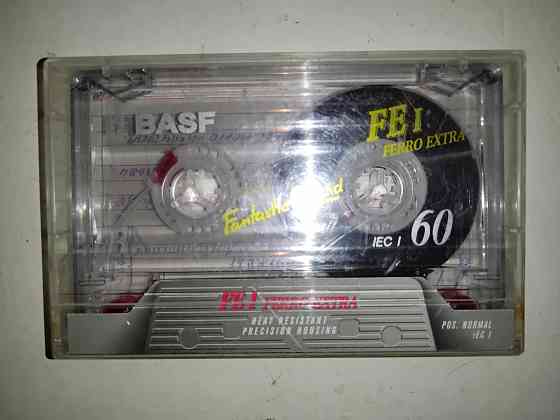 BASF
FE I
FERRO EXTRA
Fantastic Sound
IEC I 60
FE I FERRO EXTRA
HEAT RESISTANT
PRECISION HOUSING
POS. NORMAL
IEC I